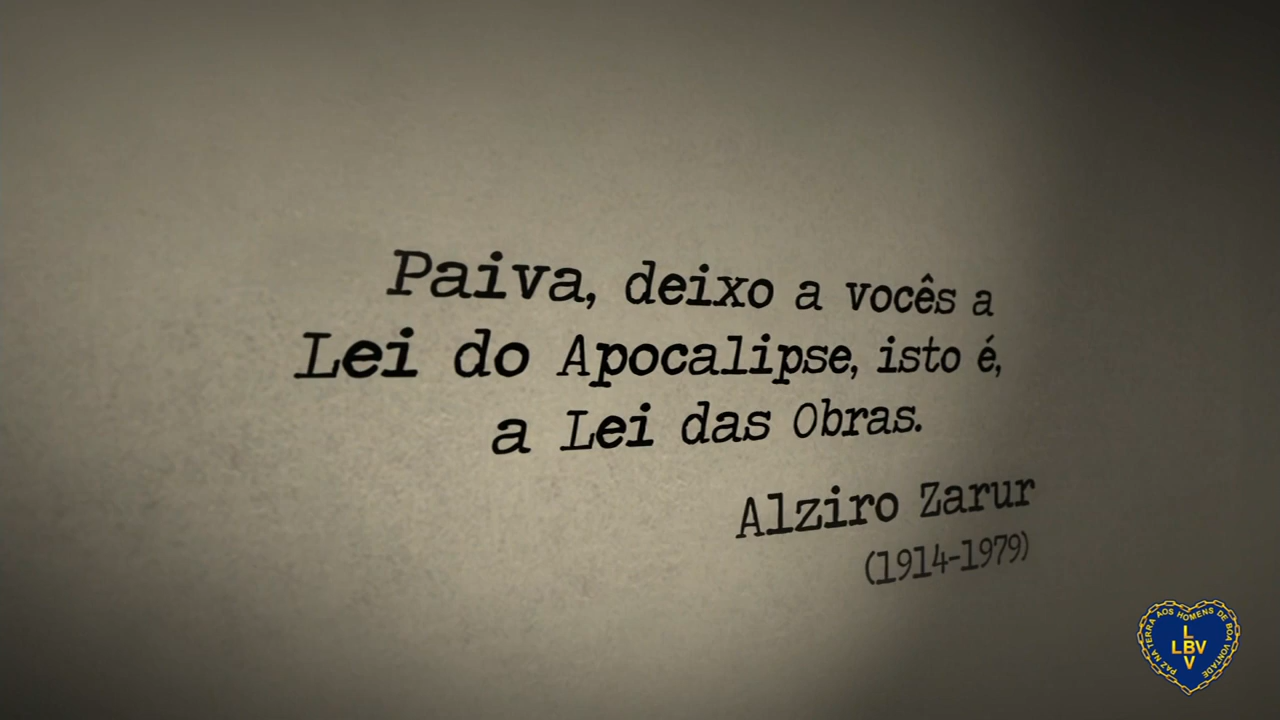 Paiva, deixo a vocês a
Lei do Apocalipse, isto é,
a Lei das Obras.
Alziro Zarur
(1914-1979)
PAZ NA TERRA AOS HOMENS DE BOA VONTADE
L
LBV
V